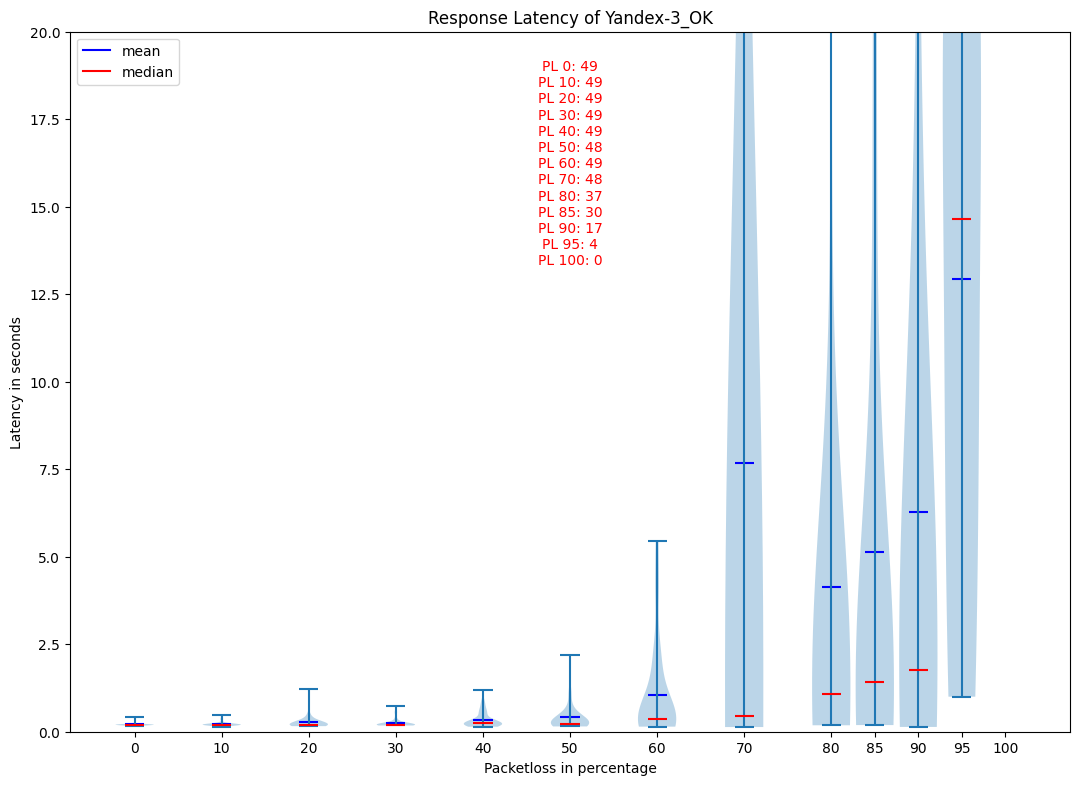 Response Latency of Yandex-3_OK
mean
median
PL 0: 49
PL 10: 49
PL 20: 49
PL 30: 49
PL 40: 49
PL 50: 48
PL 60: 49
PL 70: 48
PL 80: 37
PL 85: 30
PL 90: 17
PL 95: 4
PL 100: 0
Latency in seconds
20.0
17.5
15.0
12.5
10.0
7.5
5.0
2.5
0.0
0 10 20 30 40 50 60 70 80 85 90 95 100
Packetloss in percentage